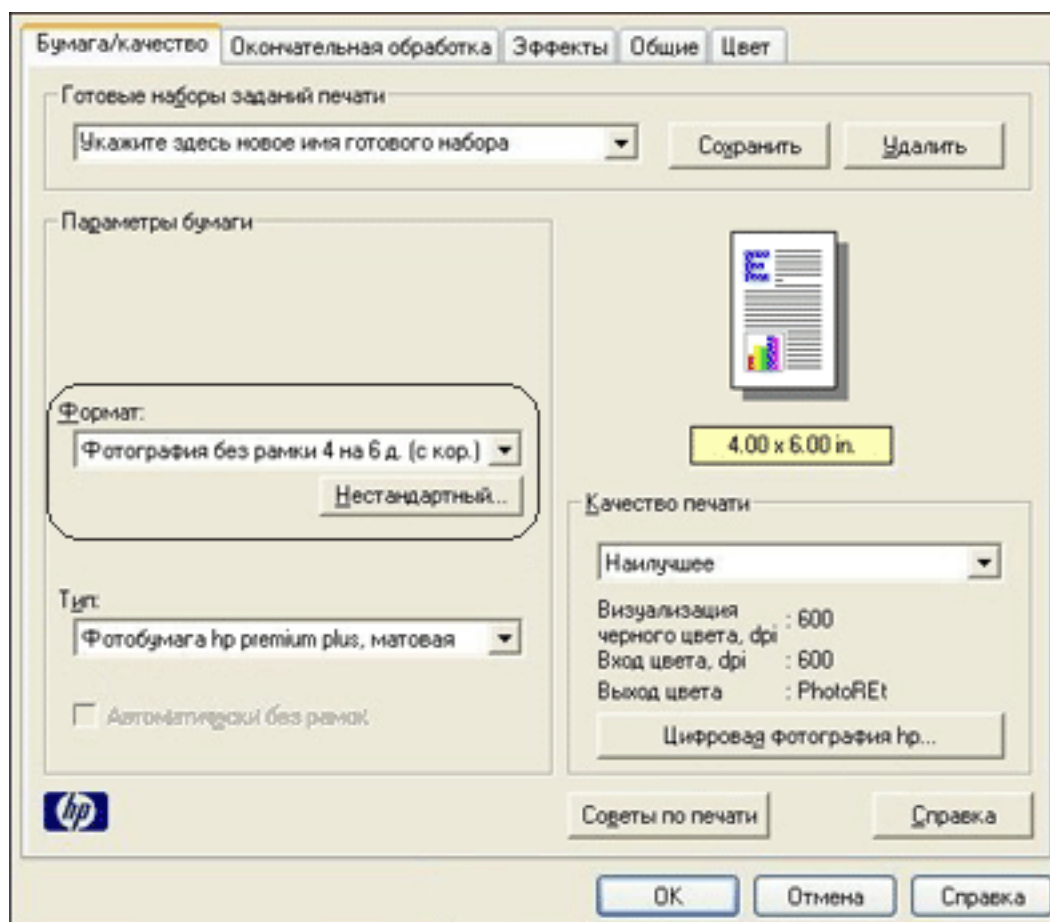 Бумага/качество Окончательная обработка Эффекты Общие Цвет
Готовые наборы заданий печати
Укажите здесь новое имя готового набора Сохранить Удалить
Параметры бумаги
Формат:
Фотография без рамки 4 на 6 д. (с кор.)
Нестандартный...
Тип:
Фотобумага hp premium plus, матовая
Автоматически без рамок
4.00 x 6.00 in.
Качество печати
Наилучшее
Визуализация
черного цвета, dpi : 600
Вход цвета, dpi : 600
Выход цвета : PhotoREt
Цифровая фотография hp...
hp
Советы по печати Справка
OK Отмена Справка